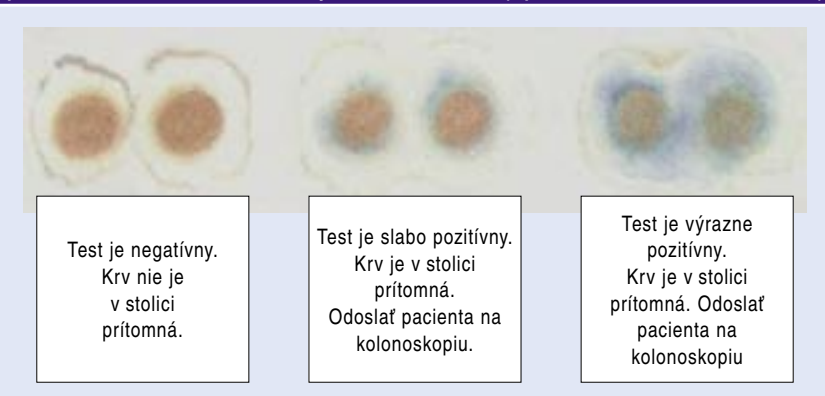 Test je negatívny.
Krv nie je
v stolici
prítomná.
Test je slabo pozitívny.
Krv je v stolici
prítomná.
Odoslať pacienta na
kolonoskopiu.
Test je výrazne
pozitívny.
Krv je v stolici
prítomná. Odoslať
pacienta na
kolonoskopiu